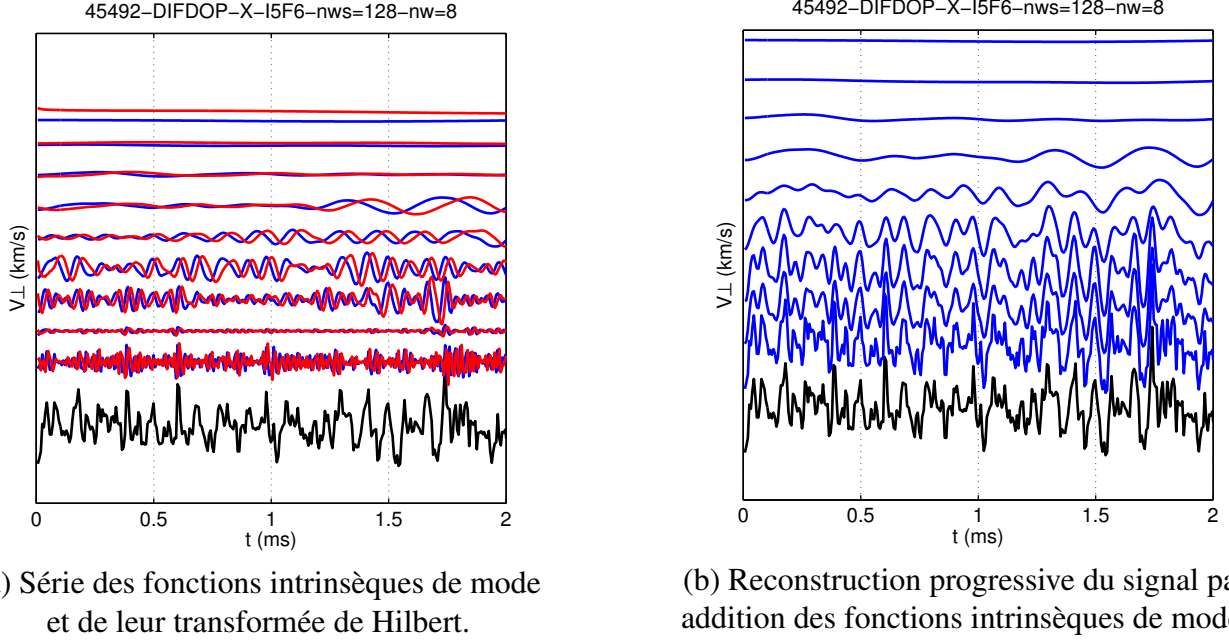 45492−DIFDOP−X−I5F6−nws=128−nw=8
V⊥ (km/s)
0 0.5 1 1.5 2
t (ms)
) Série des fonctions intrinsèques de mode
et de leur transformée de Hilbert.
45492−DIFDOP−X−I5F6−nws=128−nw=8
V⊥ (km/s)
0 0.5 1 1.5 2
t (ms)
(b) Reconstruction progressive du signal pa
addition des fonctions intrinsèques de mod